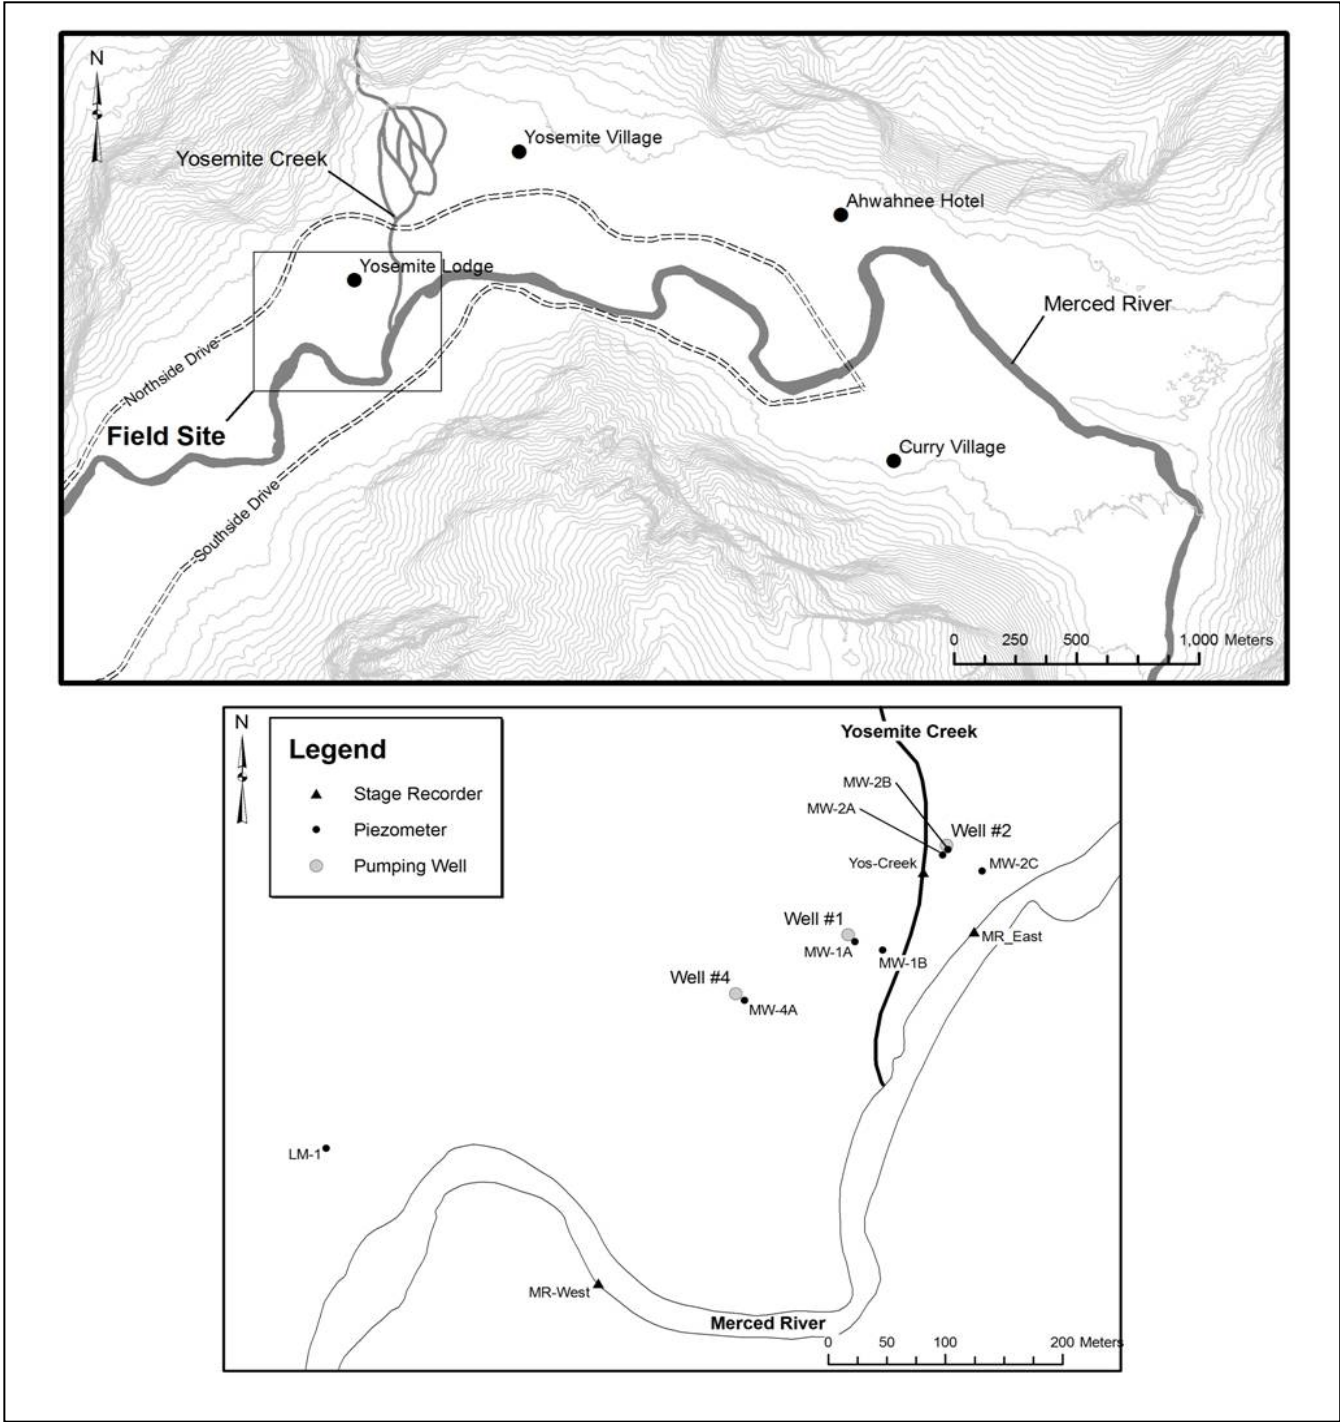 N
Yosemite Village
Yosemite Creek
Ahwahnee Hotel
Yosemite Lodge
Merced River
Northside Drive
Field Site
Curry Village
Southside Drive
0 250 500 1,000 Meters
N
Legend
Stage Recorder
Piezometer
Pumping Well
Yosemite Creek
MW-2B
MW-2A
Well #2
Yos-Creek
MW-2C
Well #1
MR_East
MW-1A
MW-1B
Well #4
MW-4A
LM-1
MR-West
Merced River
0 50 100 200 Meters